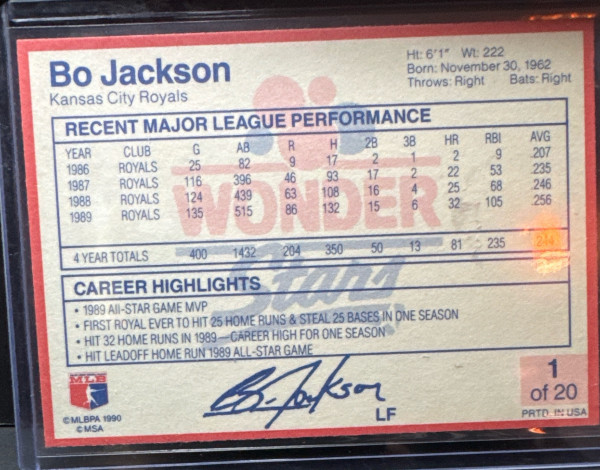 Bo Jackson
Kansas City Royals
Ht: 6'1" Wt: 222
Born: November 30, 1962
Throws: Right Bats: Right
RECENT MAJOR LEAGUE PERFORMANCE
YEAR CLUB G AB R H 2B 3B HR RBI AVG
1986 ROYALS 25 82 9 17 2 1 2 9 .207
1987 ROYALS 116 396 46 93 17 2 22 53 .235
1988 ROYALS 124 439 63 108 16 4 25 68 .246
1989 ROYALS 135 515 86 132 15 6 32 105 .256
4 YEAR TOTALS 400 1432 204 350 50 13 81 235
WONDER
Stars
CAREER HIGHLIGHTS
• 1989 All-STAR GAME MVP
• FIRST ROYAL EVER TO HIT 25 HOME RUNS & STEAL 25 BASES IN ONE SEASON
• HIT 32 HOME RUNS IN 1989—CAREER HIGH FOR ONE SEASON
• HIT LEADOFF HOME RUN 1989 ALL-STAR GAME
MLB
©MLBPA 1990
©MSA
Bo Jackson
LF
1
of 20
PRTD. IN USA